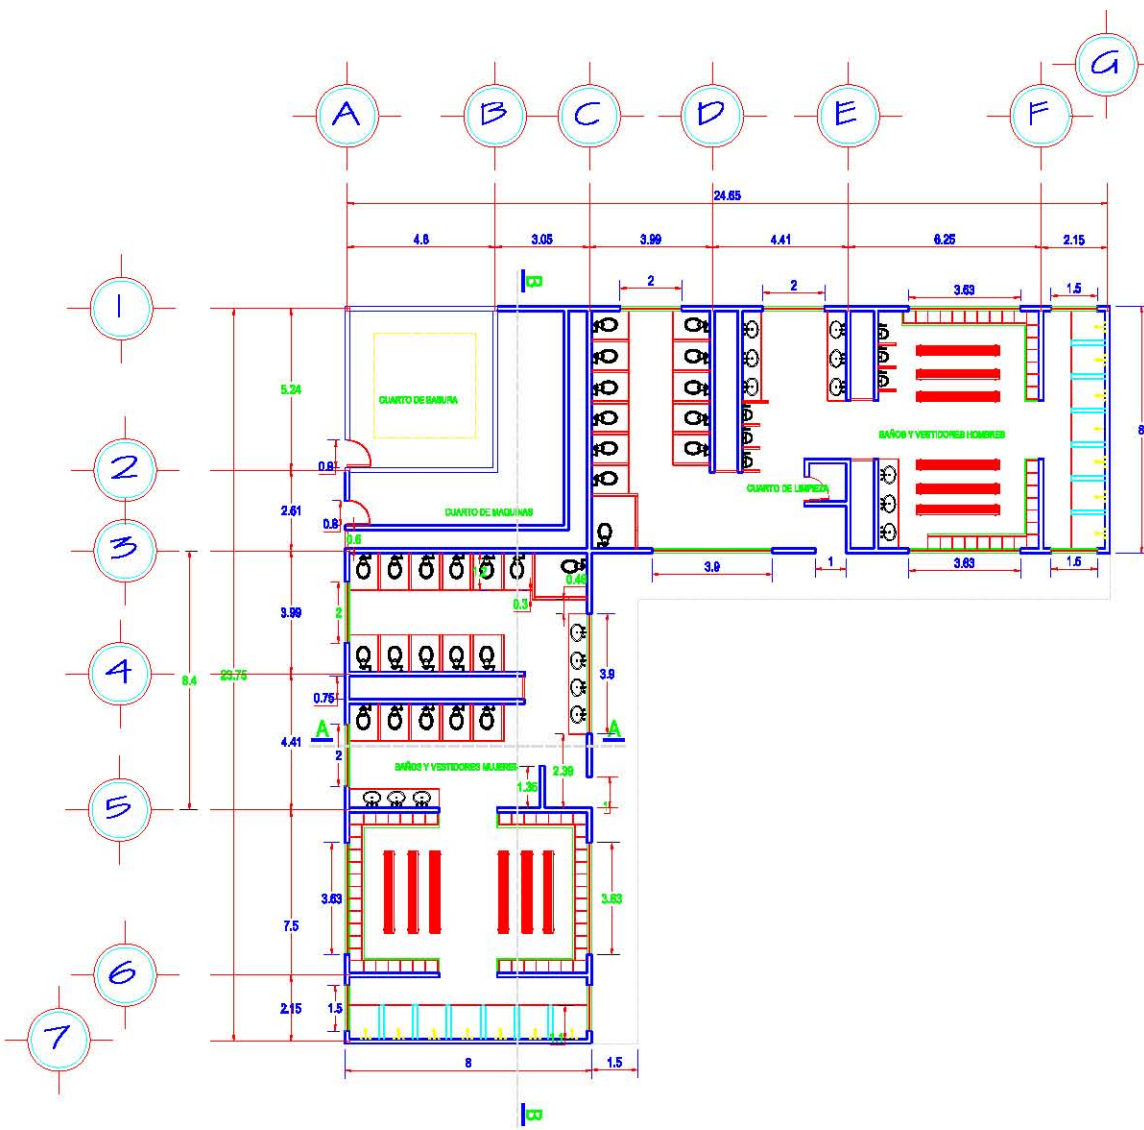 G
A B C D E F
24.65
4.8 3.05 3.99 4.41 6.25 2.15
B
2 2 3.63 1.5
1
5.24
CUARTO DE BASURA
8
BAÑOS Y VESTIDORES HOMBRES
2
0.9
CUARTO DE LIMPIEZA
2.61
0.8
CUARTO DE MAQUINAS
0.6
3
3.9 1 3.63 1.5
1.2
0.46
0.3
3.99
2
4
8.4 23.75
3.9
0.75
A A
4.41
2
BAÑOS Y VESTIDORES MUJERES
2.39
1.36
5
1
3.63 3.63
7.5
6
2.15 1.5
7
1.1
8 1.5
B